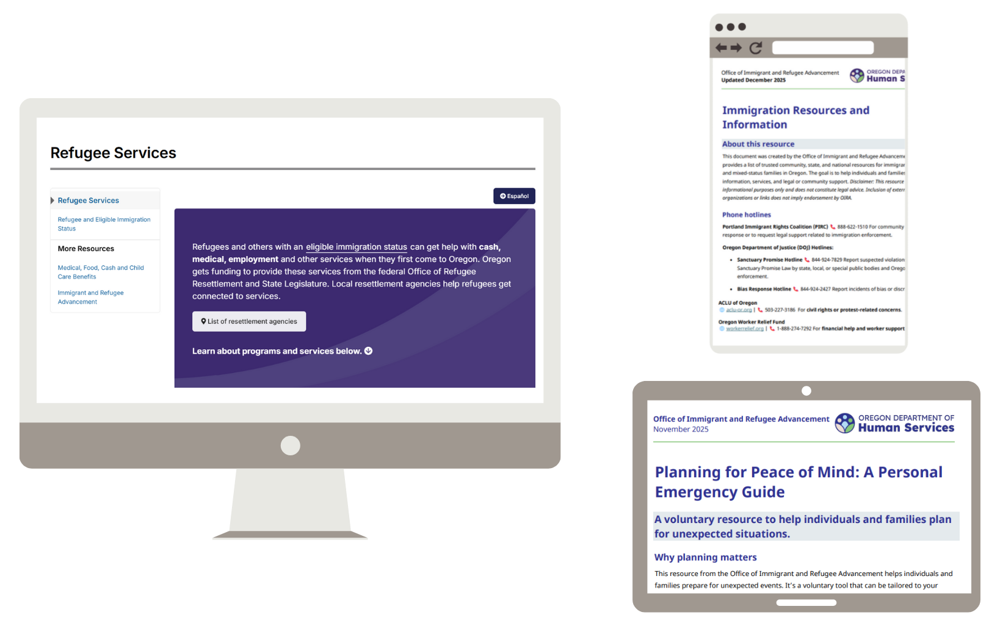 Refugee Services
Refugee Services
Refugee and Eligible Immigration
Status
More Resources
Medical, Food, Cash and Child
Care Benefits
Immigrant and Refugee
Advancement
Español
Refugees and others with an eligible immigration status can get help with cash,
medical, employment and other services when they first come to Oregon. Oregon
gets funding to provide these services from the federal Office of Refugee
Resettlement and State Legislature. Local resettlement agencies help refugees get
connected to services.
List of resettlement agencies
Learn about programs and services below.
Office of Immigrant and Refugee Advancement
Updated December 2025
OREGON DEPA
Human S
Immigration Resources and
Information
About this resource
This document was created by the Office of Immigrant and Refugee Advanceme
provides a list of trusted community, state, and national resources for immigrar
and mixed-status families in Oregon. The goal is to help individuals and families
information, services, and legal or community support. Disclaimer: This resource
informational purposes only and does not constitute legal advice. Inclusion of exterr
organizations or links does not imply endorsement by OIRA.
Phone hotlines
Portland Immigrant Rights Coalition (PIRC) 888-622-1510 For community
response or to request legal support related to immigration enforcement.
Oregon Department of Justice (DOJ) Hotlines:
• Sanctuary Promise Hotline 844-924-7829 Report suspected violation
Sanctuary Promise Law by state, local, or special public bodies and Orego
enforcement.
• Bias Response Hotline 844-924-2427 Report incidents of bias or discr
ACLU of Oregon
aclu-or.org | 503-227-3186 For civil rights or protest-related concerns.
Oregon Worker Relief Fund
workerrelief.org | 1-888-274-7292 For financial help and worker support
Office of Immigrant and Refugee Advancement
November 2025
OREGON DEPARTMENT OF
Human Services
Planning for Peace of Mind: A Personal
Emergency Guide
A voluntary resource to help individuals and families plan
for unexpected situations.
Why planning matters
This resource from the Office of Immigrant and Refugee Advancement helps individuals and
families prepare for unexpected events. It's a voluntary tool that can be tailored to your